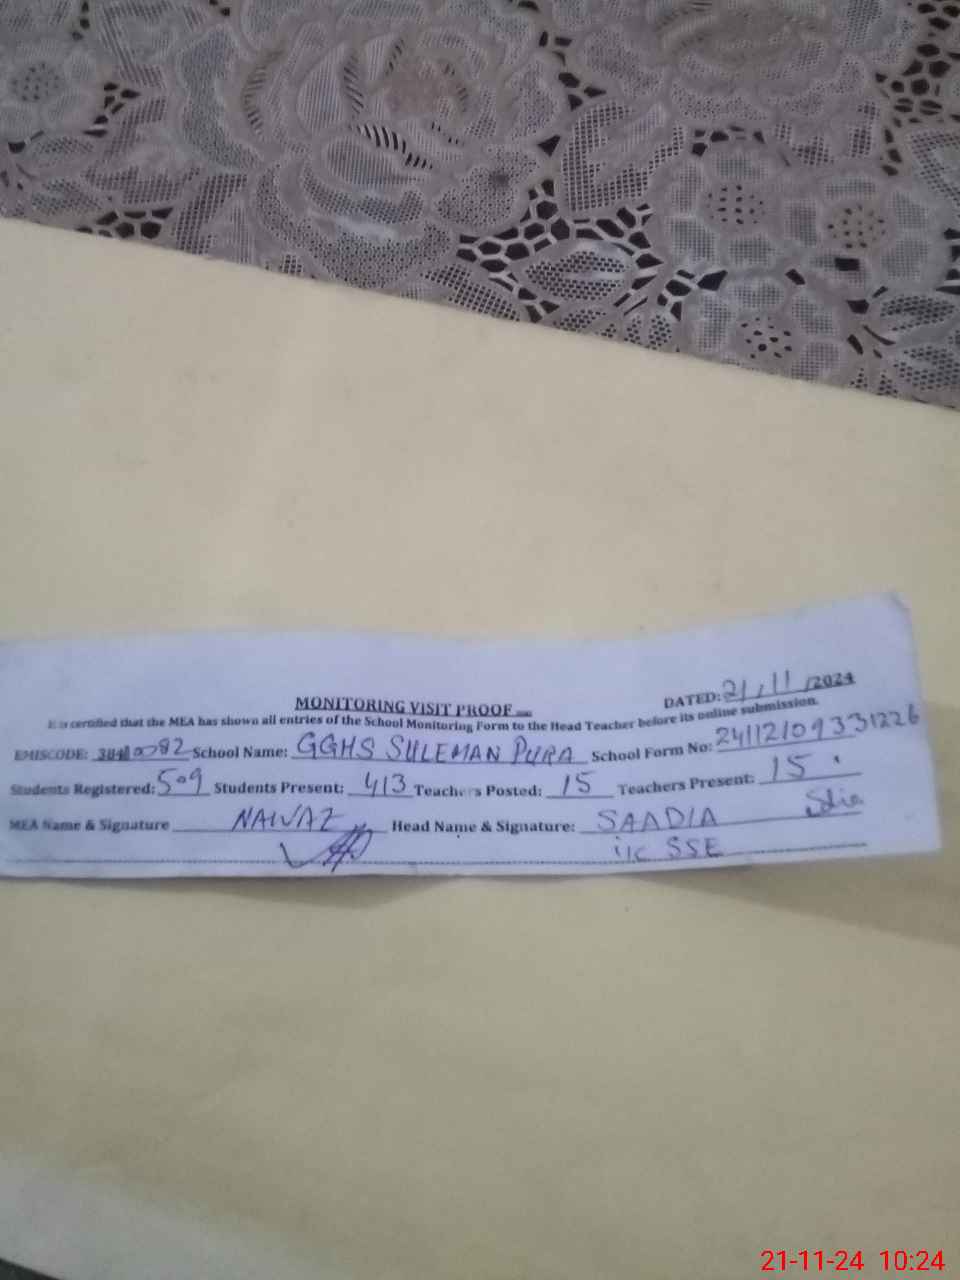 MONITORING VISIT PROOF
DATED: 21/11/2024
It is certified that the MEA has shown all entries of the School Monitoring Form to the Head Teacher before its online submission.
EMISCODE: School Name: GGHS SULEMAN PURA School Form No: 24112109331226
Students Registered: 509 Students Present: 413 Teachers Posted: 15 Teachers Present: 15
MEA Name & Signature NAWAZ Head Name & Signature: SAADIA
i/c SSE
21-11-24 10:24